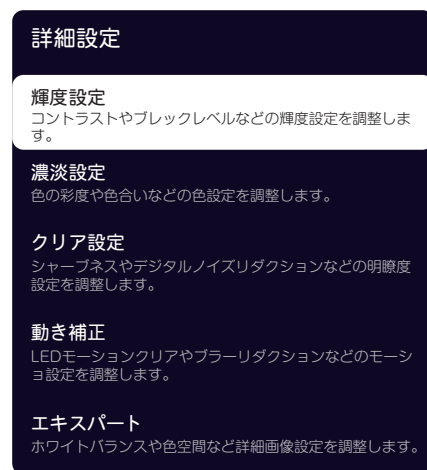 詳細設定
輝度設定
コントラストやブレックレベルなどの輝度設定を調整しま
す。
濃淡設定
色の彩度や色合いなどの色設定を調整します。
クリア設定
シャーブネスやデジタルノイズリダクションなどの明瞭度
設定を調整します。
動き補正
LEDモーションクリアやブラーリダクションなどのモーシ
ョ設定を調整します。
エキスパート
ホワイトバランスや色空間など詳細画像設定を調整します。